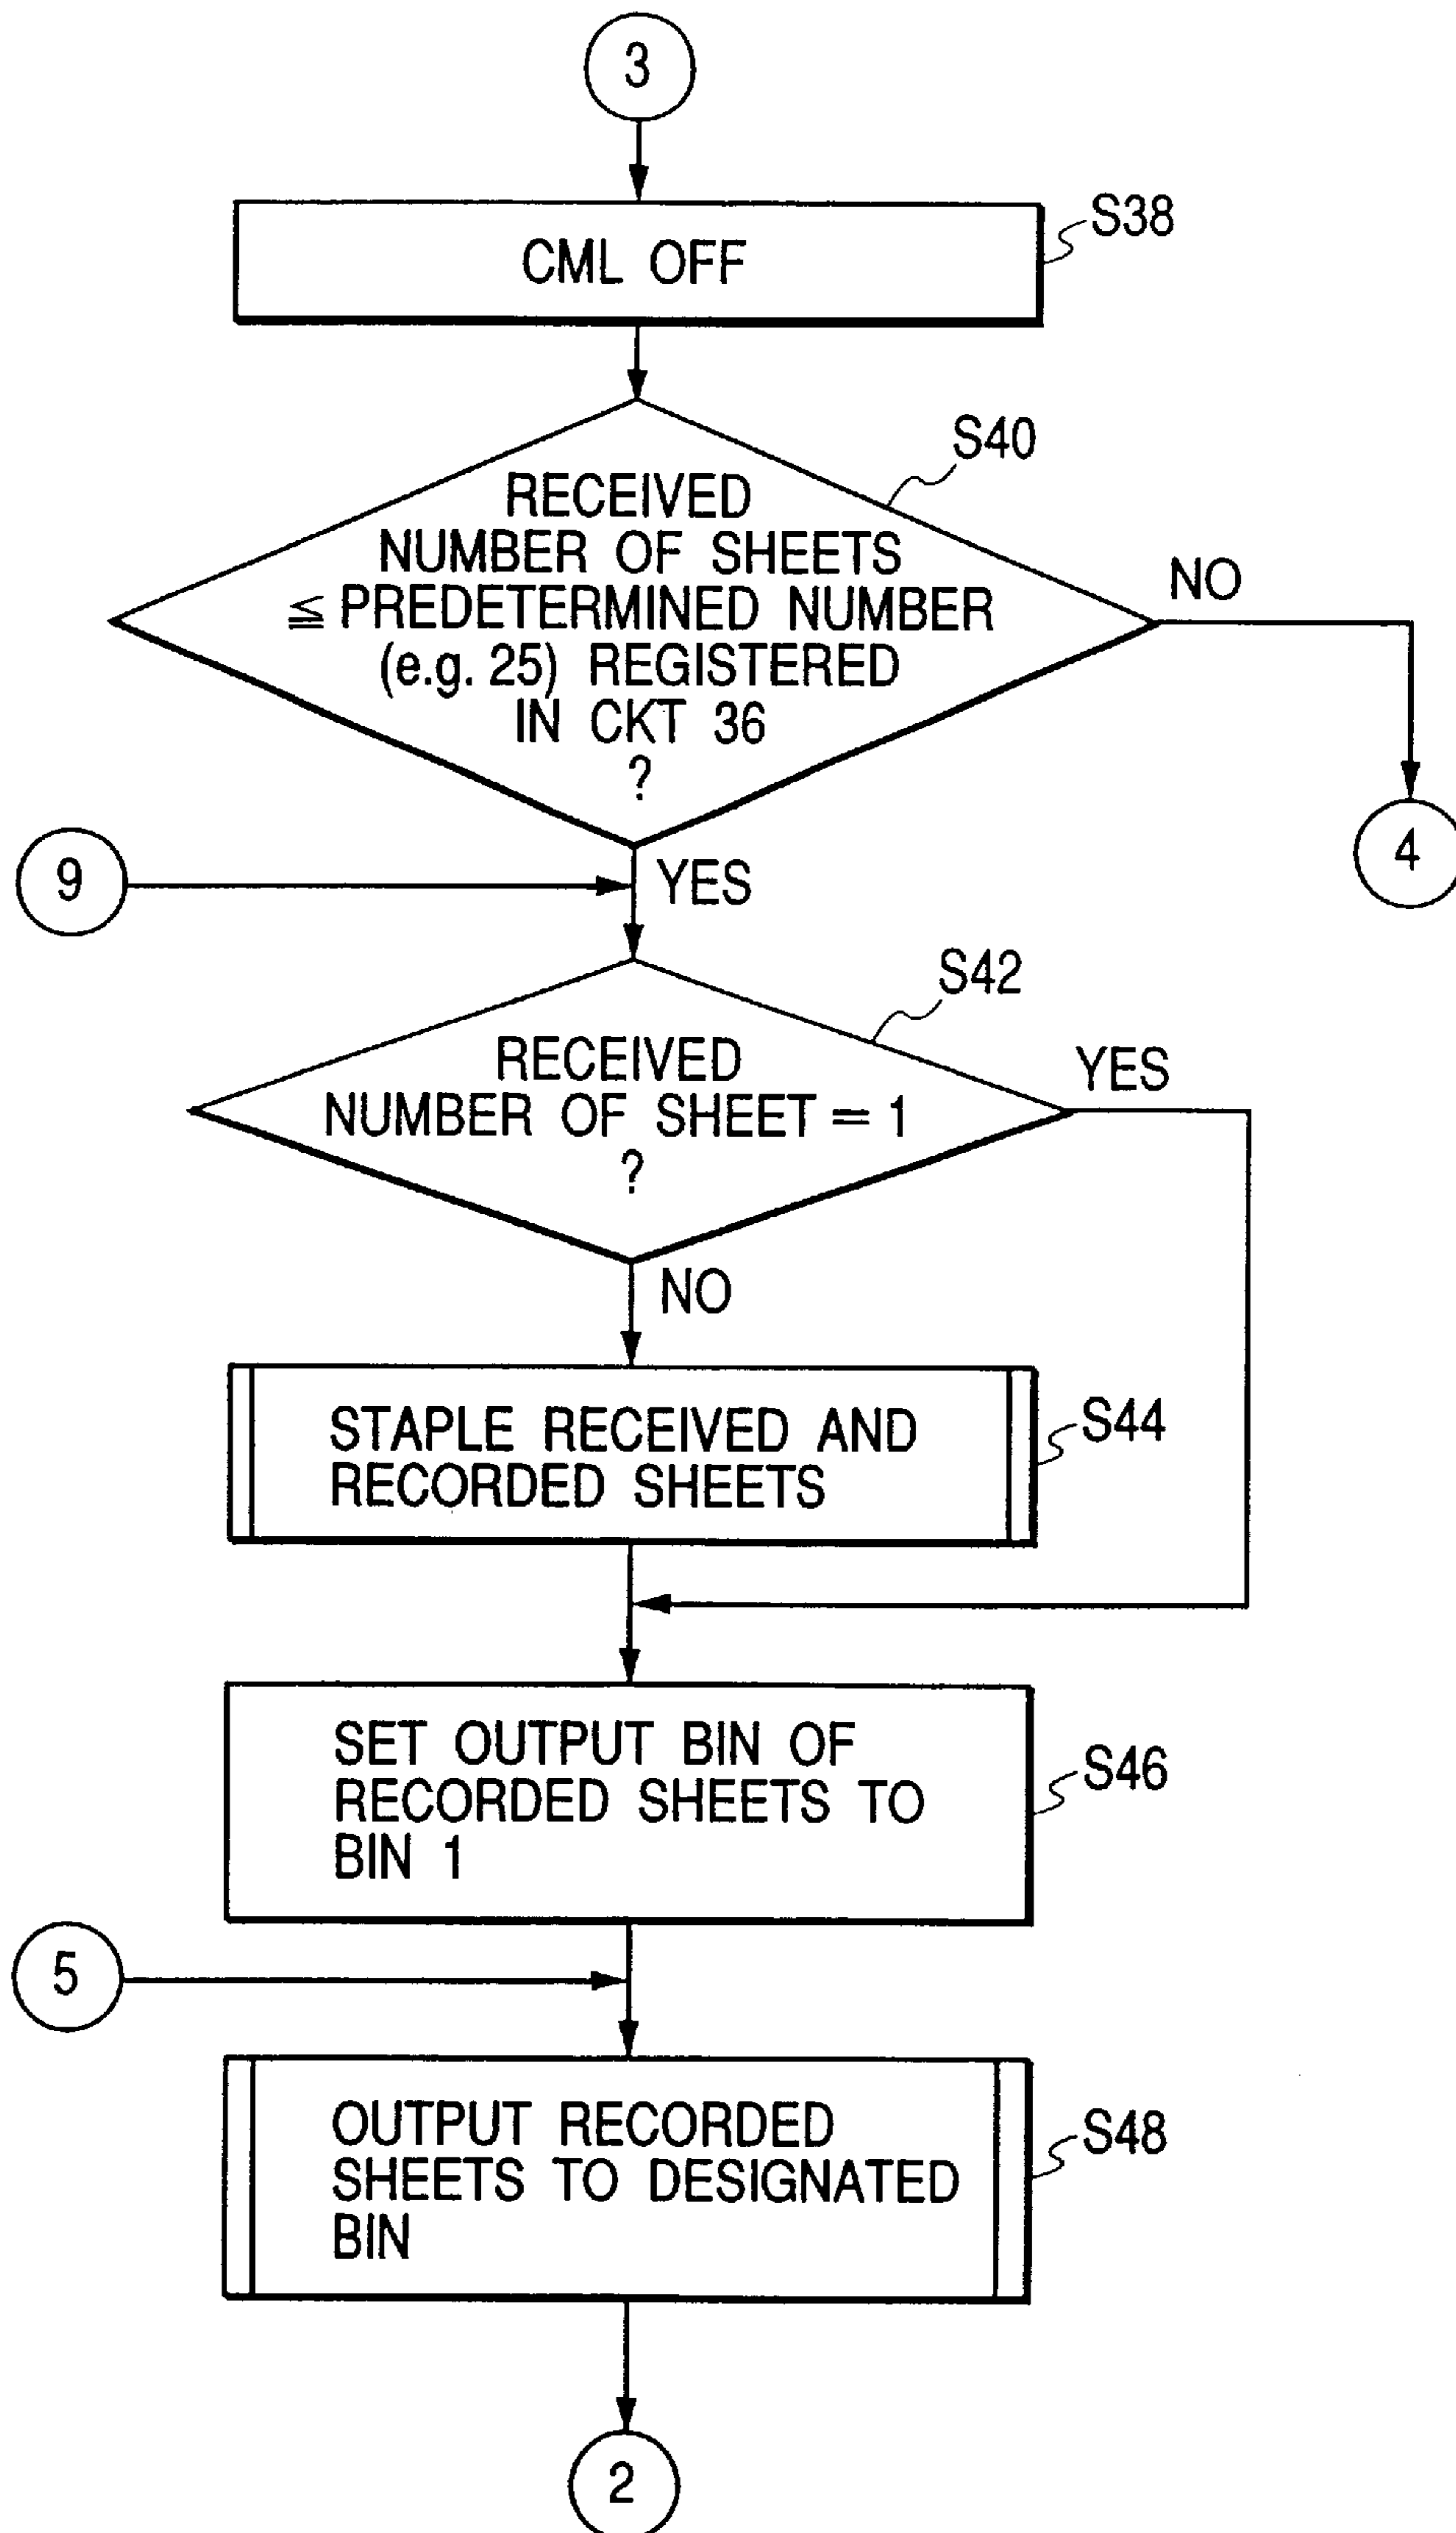 3
CML OFF
S38
S40
RECEIVED
NUMBER OF SHEETS
≦ PREDETERMINED NUMBER
(e.g. 25) REGISTERED
IN CKT 36
?
NO
4
9
YES
S42
RECEIVED
NUMBER OF SHEET = 1
?
YES
NO
STAPLE RECEIVED AND
RECORDED SHEETS
S44
SET OUTPUT BIN OF
RECORDED SHEETS TO
BIN 1
S46
5
OUTPUT RECORDED
SHEETS TO DESIGNATED
BIN
S48
2